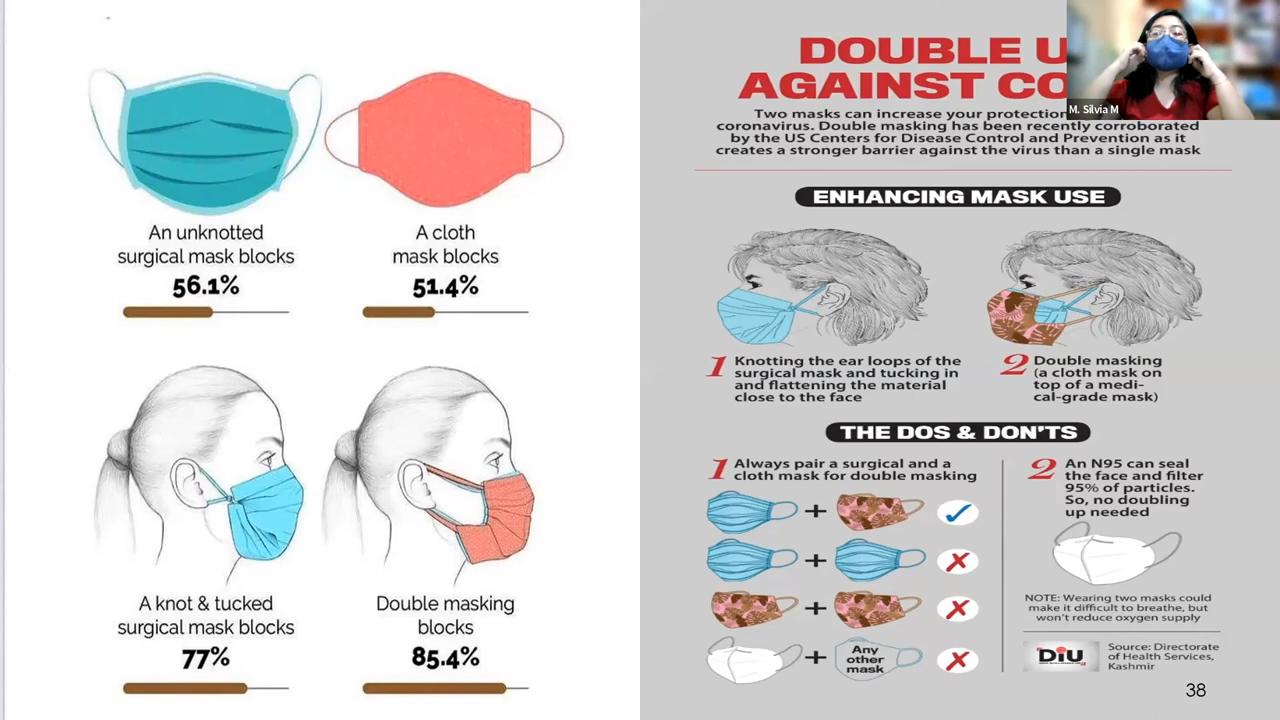 An unknotted
surgical mask blocks
56.1%
A cloth
mask blocks
51.4%
A knot & tucked
surgical mask blocks
77%
Double masking
blocks
85.4%
DOUBLE U
AGAINST CO
Two masks can increase your protection
coronavirus. Double masking has been recently corroborated
by the US Centers for Disease Control and Prevention as it
creates a stronger barrier against the virus than a single mask
M. Silvia M
ENHANCING MASK USE
1 Knotting the ear loops of the
surgical mask and tucking in
and flattening the material
close to the face
2 Double masking
(a cloth mask on
top of a medi-
cal-grade mask)
THE DOS & DON'TS
1 Always pair a surgical and a
cloth mask for double masking
+
+
+
+
Any
other
mask
2 An N95 can seal
the face and filter
95% of particles.
So, no doubling
up needed
NOTE: Wearing two masks could
make it difficult to breathe, but
won't reduce oxygen supply
DiU
Source: Directorate
of Health Services,
Kashmir
38